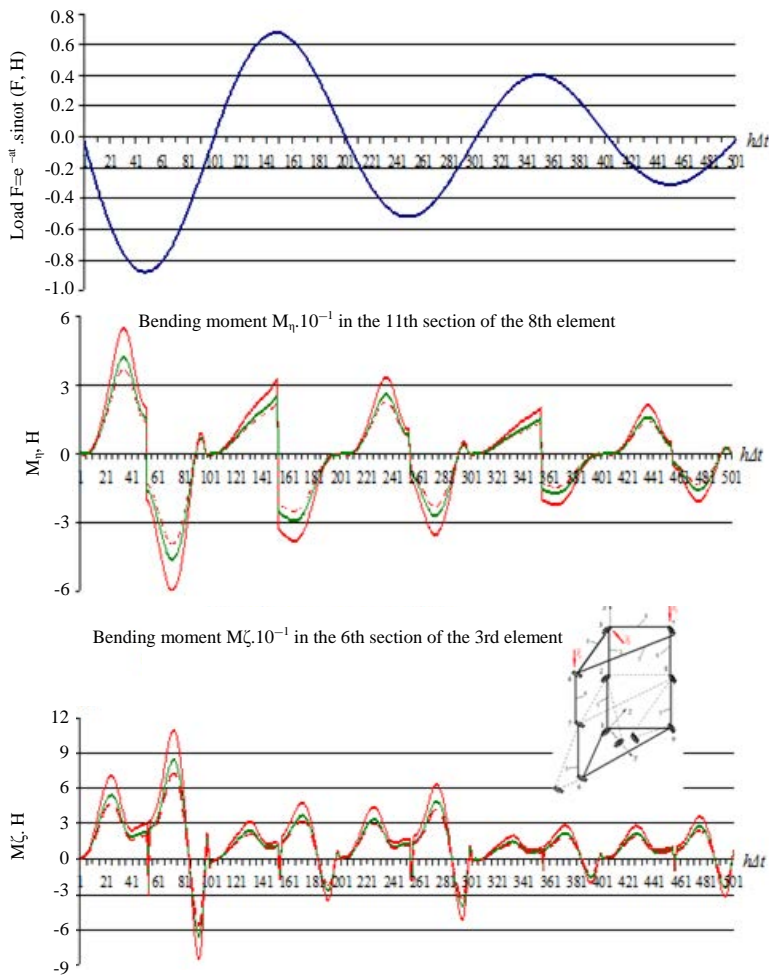 0.8
0.6
0.4
0.2
0.0
-0.2
-0.4
-0.6
-0.8
-1.0
Load F=e⁻ᵃᵗ .sinot (F, H)
21 41 61 81 101 121 141 161 181 201 221 241 261 281 301 321 341 361 381 401 421 441 461 481 501
hΔt
Bending moment Mη.10⁻¹ in the 11th section of the 8th element
6
3
0
-3
-6
Mη, H
1 21 41 61 81 101 121 141 161 181 201 221 241 261 281 301 321 341 361 381 401 421 441 461 481 501
hΔt
Bending moment Mζ.10⁻¹ in the 6th section of the 3rd element
12
9
6
3
0
-3
-6
-9
Mζ, H
1 21 41 61 81 101 121 141 161 181 201 221 241 261 281 301 321 341 361 381 401 421 441 461 481 501
hΔt